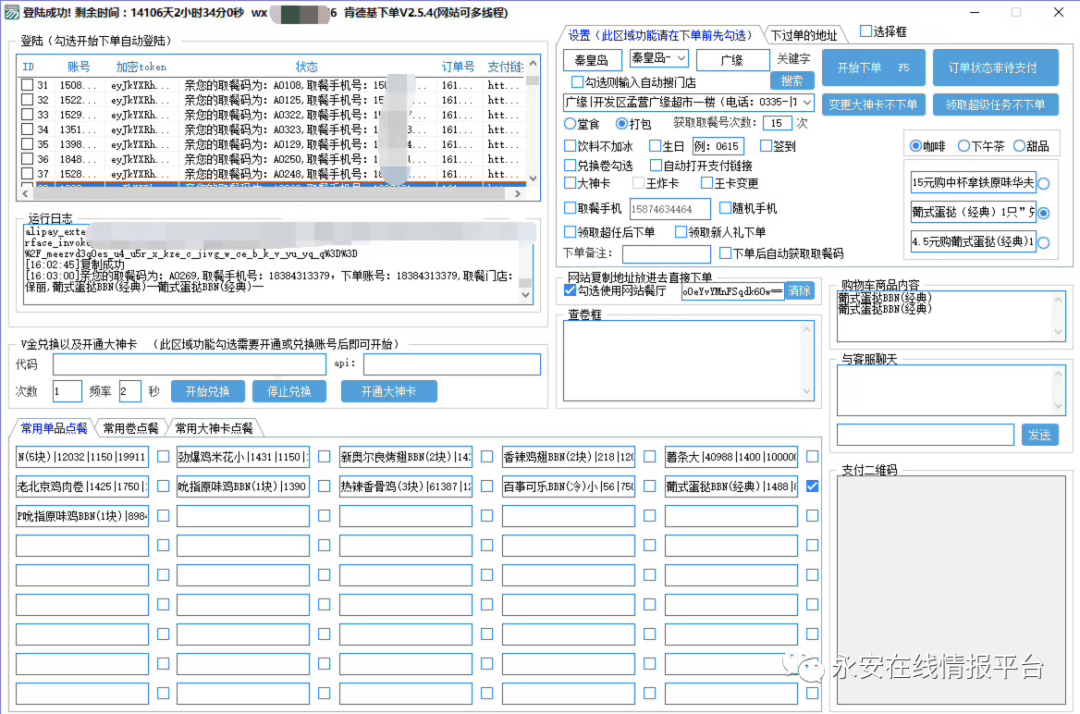 登陆成功! 剩余时间：14106天2小时34分0秒 wx 6 肯德基下单V2.5.4(网站可多线程)
登陆（勾选开始下单自动登陆）
ID 账号 加密token 状态 订单号 支付链
31 1508... eyJkYXRh... 亲您的取餐码为: A0108,取餐手机号: 15 161... htt...
32 1522... eyJkYXRh... 亲您的取餐码为: A0125,取餐手机号: 161... htt...
33 1529... eyJkYXRh... 亲您的取餐码为: A0322,取餐手机号: 161... htt...
34 1351... eyJkYXRh... 亲您的取餐码为: A0323,取餐手机号: 161... htt...
35 1398... eyJkYXRh... 亲您的取餐码为: A0124,取餐手机号: 161... htt...
36 1848... eyJkYXRh... 亲您的取餐码为: A0250,取餐手机号: 161... htt...
37 1528... eyJkYXRh... 亲您的取餐码为: A0248,取餐手机号: 161... htt...
运行日志
alipay_exte
rface_invok
[16:02:45]复制成功
[16:03:00]亲您的取餐码为: A0269,取餐手机号: 18384313379, 下单账号: 18384313379,取餐门店:
保丽,葡式蛋挞BBN(经典)一葡式蛋挞BBN(经典)一
V金兑换以及开通大神卡 （此区域功能勾选需要开通或兑换账号后即可开始）
代码 api:
次数 1 频率 2 秒 开始兑换 停止兑换 开通大神卡
设置（此区域功能请在下单前先勾选） 下过单的地址 选择框
秦皇岛 秦皇岛- 广缘 关键字
勾选则输入自动搜门店 搜索
广缘|开发区孟营广缘超市一楼（电话: 0335-
堂食 打包 获取取餐号次数: 15 次
饮料不加冰 生日 例: 0615 签到
兑换卷勾选 自动打开支付链接
大神卡 王炸卡 王卡变更
取餐手机 15874634464 随机手机
领取超任后下单 领取新人礼下单
下单备注: 下单后自动获取取餐码
开始下单 F5 订单状态非待付
变更大神卡不下单 领取超级任务不下单
咖啡 下午茶 甜品
15元购中杯拿铁原味华夫
葡式蛋挞（经典）1只”
4.5元购葡式蛋挞(经典)1
网站复制地址放进去直接下单
勾选使用网站餐厅 清除
查卷框
购物车商品内容
葡式蛋挞BBN(经典)
葡式蛋挞BBN(经典)
与客服聊天
发送
支付二维码
常用单品点餐 常用卷点餐 常用大神卡点餐
N(5块)|12032|1150|19911 劲爆鸡米花小|1431|1150| 新奥尔良烤翅BBN(2块)|14 香辣鸡翅BBN(2块)|218|12 薯条大|40988|1400|10000
老北京鸡肉卷|1425|1750| 吮指原味鸡BBN(1块)|1390 热辣香骨鸡(3块)|61387|1 百事可乐BBN(冷)小|56|75 葡式蛋挞BBN(经典)|1488|
P吮指原味鸡BBN(1块)|898
永安在线情报平台